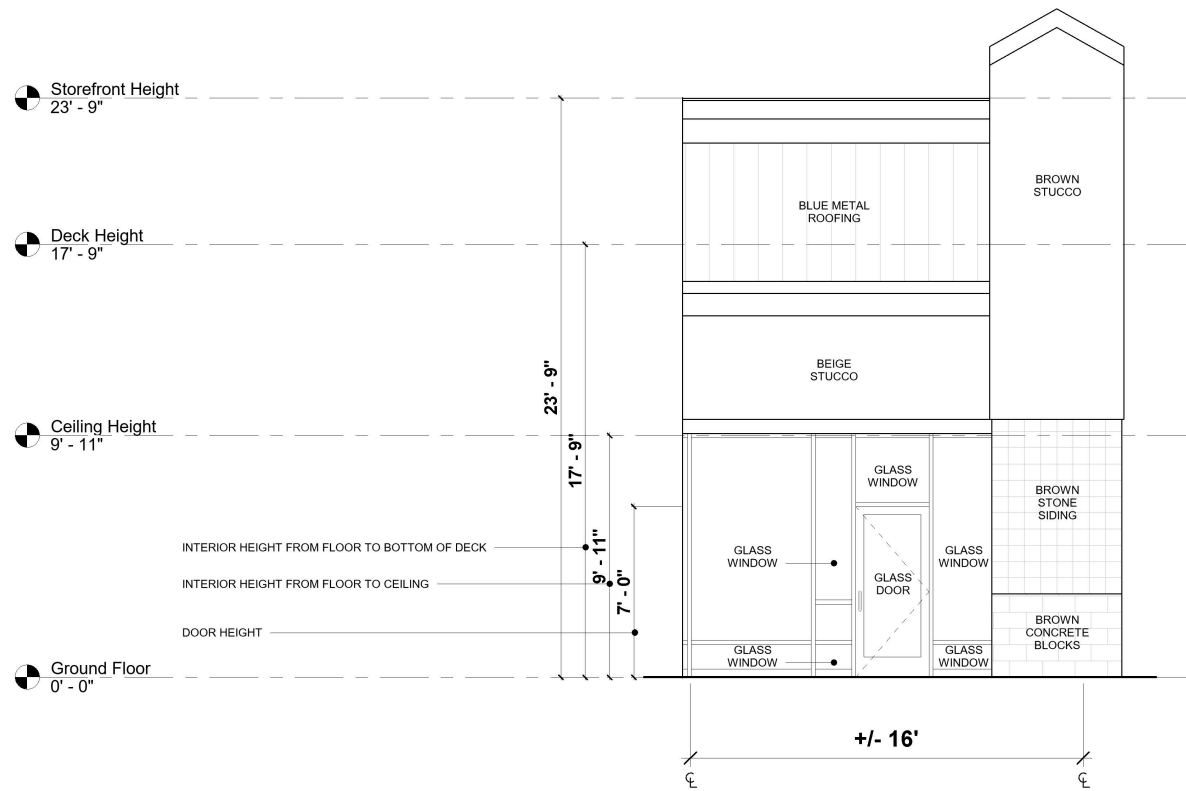 Storefront Height
23' - 9"
Deck Height
17' - 9"
Ceiling Height
9' - 11"
Ground Floor
0' - 0"
INTERIOR HEIGHT FROM FLOOR TO BOTTOM OF DECK
INTERIOR HEIGHT FROM FLOOR TO CEILING
DOOR HEIGHT
23' - 9"
17' - 9"
9' - 11"
7' - 0"
BROWN
STUCCO
BLUE METAL
ROOFING
BEIGE
STUCCO
GLASS
WINDOW
BROWN
STONE
SIDING
GLASS
WINDOW
GLASS
DOOR
GLASS
WINDOW
BROWN
CONCRETE
BLOCKS
GLASS
WINDOW
GLASS
WINDOW
+/- 16'
℄
℄